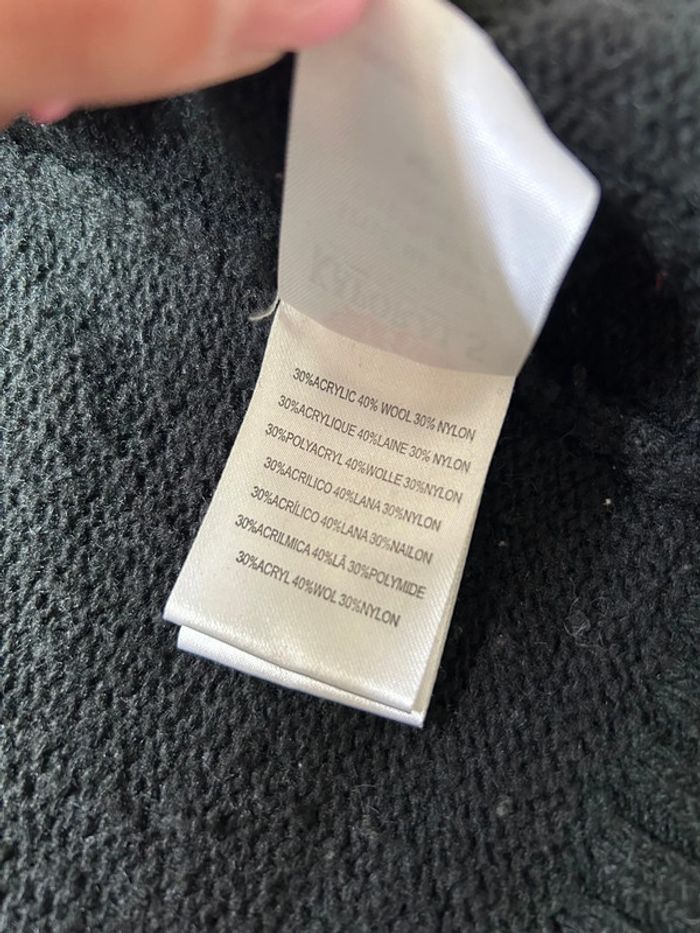 30%ACRYLIC 40% WOOL 30% NYLON
30%ACRYLIQUE 40%LAINE 30% NYLON
30%POLYACRYL 40%WOLLE 30%NYLON
30%ACRILICO 40%LANA 30%NYLON
30%ACRÍLICO 40%LANA 30%NAILON
30%ACRILMICA 40%LÂ 30%POLYMIDE
30%ACRYL 40%WOL 30%NYLON